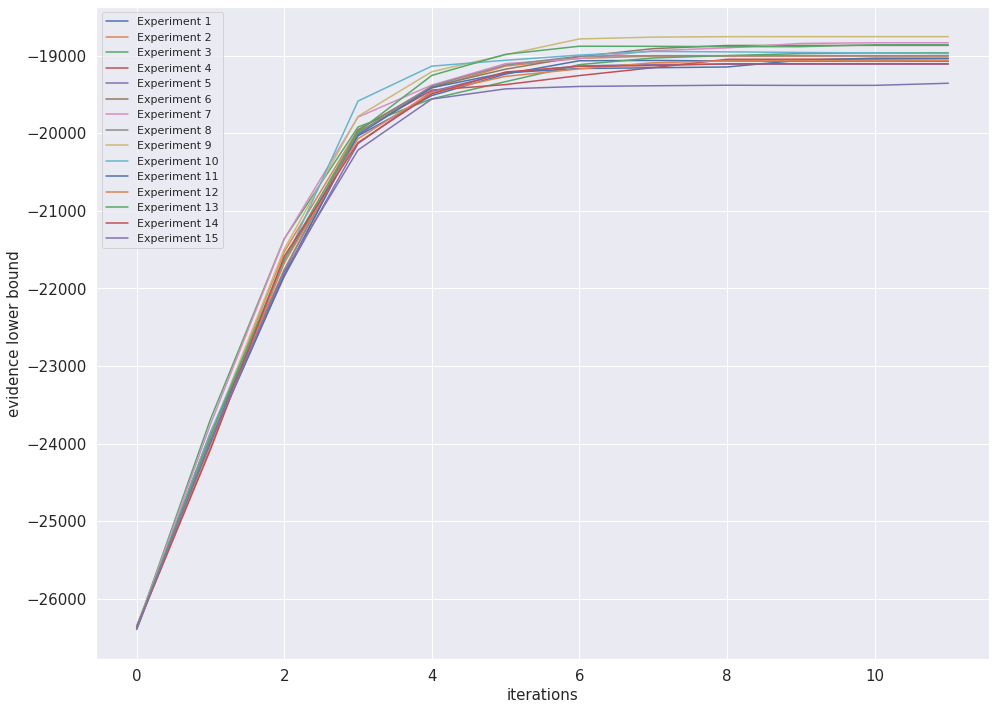 Experiment 1
Experiment 2
Experiment 3
Experiment 4
Experiment 5
Experiment 6
Experiment 7
Experiment 8
Experiment 9
Experiment 10
Experiment 11
Experiment 12
Experiment 13
Experiment 14
Experiment 15
−19000
−20000
−21000
−22000
−23000
−24000
−25000
−26000
evidence lower bound
0 2 4 6 8 10
iterations